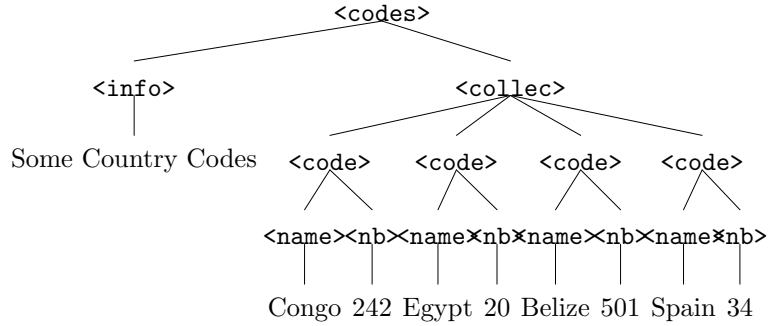 <codes>
<info> <collec>
Some Country Codes <code> <code> <code> <code>
<name> <nb> <name> <nb> <name> <nb> <name> <nb>
Congo 242 Egypt 20 Belize 501 Spain 34